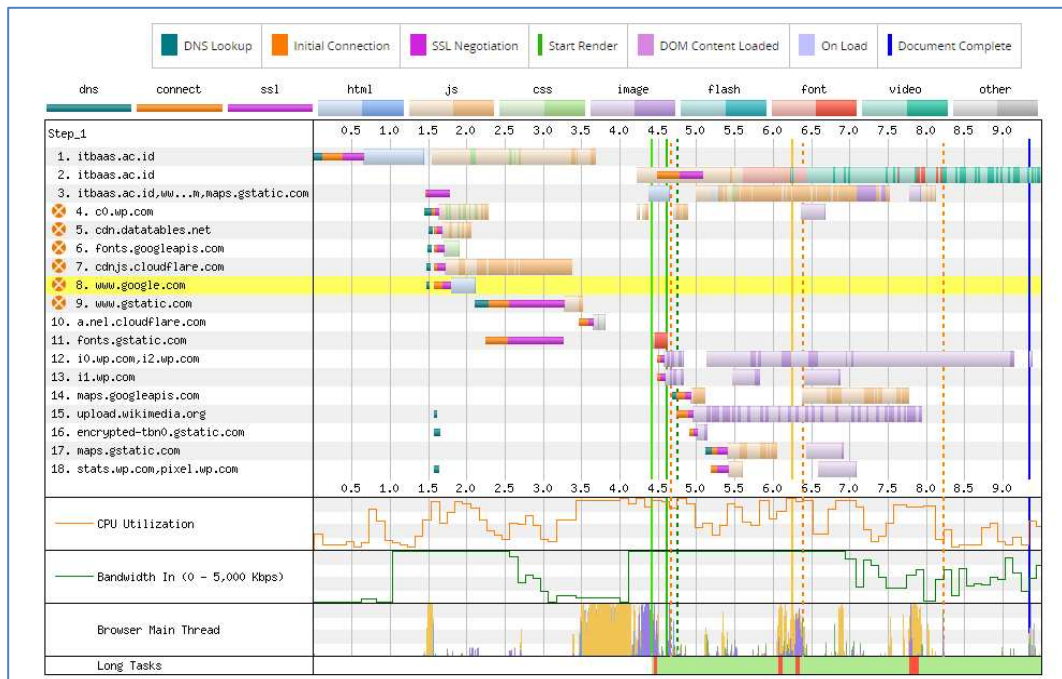 DNS Lookup Initial Connection SSL Negotiation Start Render DOM Content Loaded On Load Document Complete
dns connect ssl html js css image flash font video other
Step_1 0.5 1.0 1.5 2.0 2.5 3.0 3.5 4.0 4.5 5.0 5.5 6.0 6.5 7.0 7.5 8.0 8.5 9.0
1. itbaas.ac.id
2. itbaas.ac.id
3. itbaas.ac.id,ww...m,maps.gstatic.com
4. c0.wp.com
5. cdn.datatables.net
6. fonts.googleapis.com
7. cdnjs.cloudflare.com
8. www.google.com
9. www.gstatic.com
10. a.nel.cloudflare.com
11. fonts.gstatic.com
12. i0.wp.com,i2.wp.com
13. i1.wp.com
14. maps.googleapis.com
15. upload.wikimedia.org
16. encrypted-tbn0.gstatic.com
17. maps.gstatic.com
18. stats.wp.com,pixel.wp.com
0.5 1.0 1.5 2.0 2.5 3.0 3.5 4.0 4.5 5.0 5.5 6.0 6.5 7.0 7.5 8.0 8.5 9.0
CPU Utilization
Bandwidth In (0 - 5,000 Kbps)
Browser Main Thread
Long Tasks